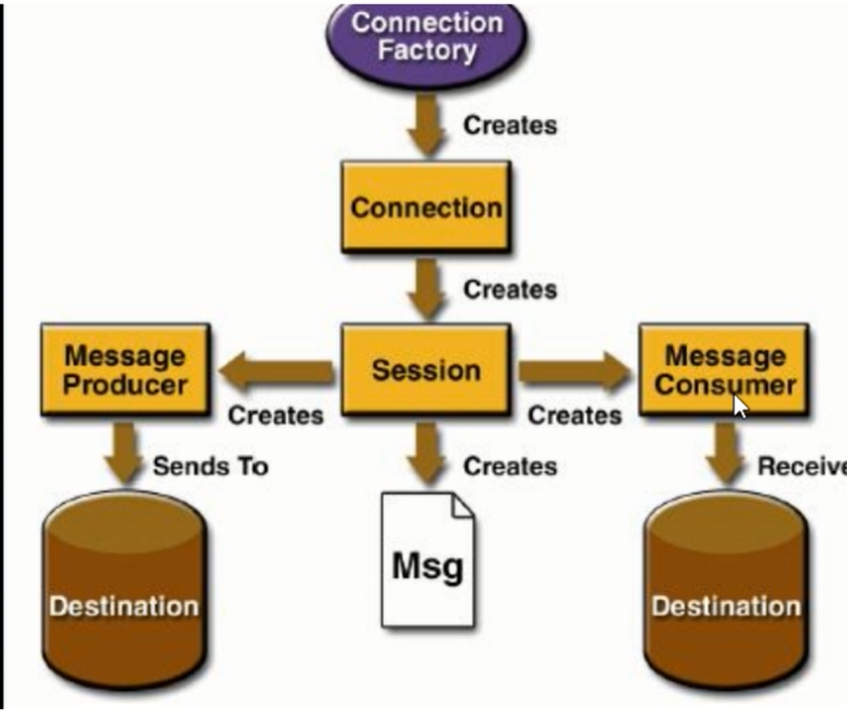 Connection
Factory
Creates
Connection
Creates
Message
Producer
Session
Message
Consumer
Creates
Creates
Sends To
Creates
Receive
Destination
Msg
Destination